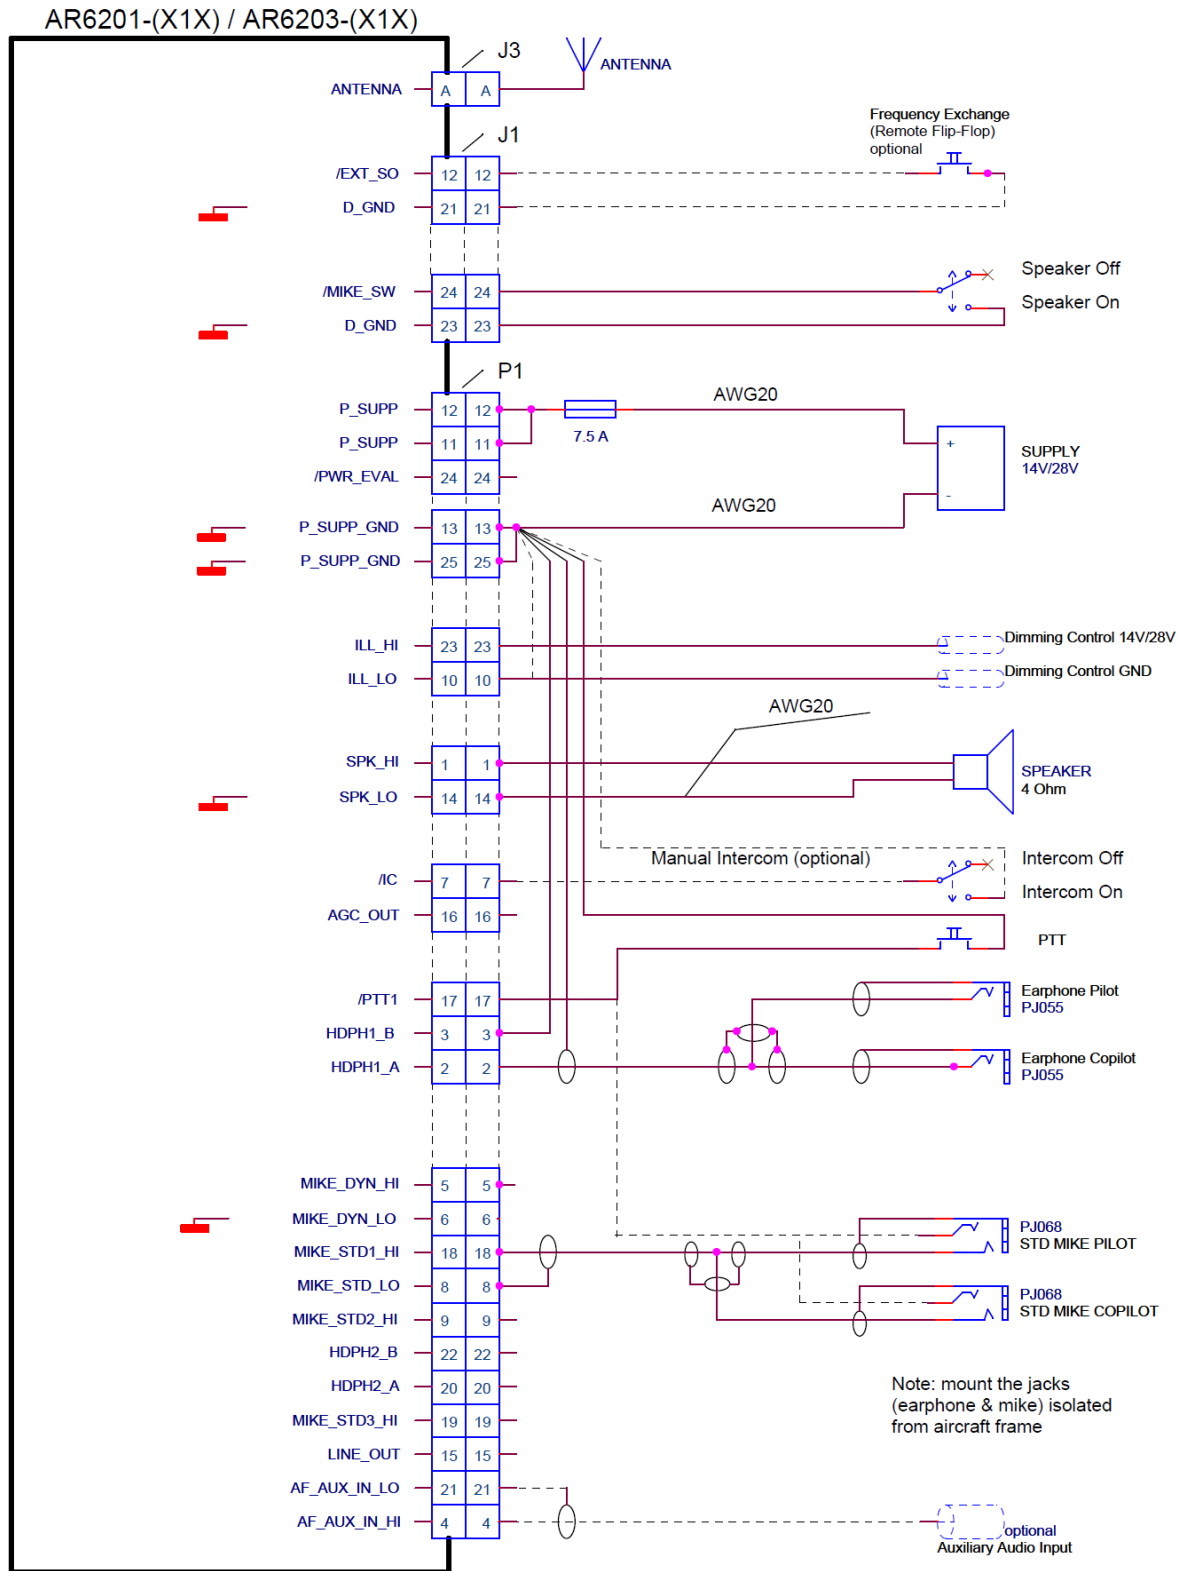 AR6201-(X1X) / AR6203-(X1X)
J3
ANTENNA A A ANTENNA
Frequency Exchange
(Remote Flip-Flop)
optional
J1
/EXT_SO 12 12
D_GND 21 21
/MIKE_SW 24 24 Speaker Off
Speaker On
D_GND 23 23
P1
P_SUPP 12 12 AWG20
7.5 A
P_SUPP 11 11 + SUPPLY
14V/28V
/PWR_EVAL 24 24
-
AWG20
P_SUPP_GND 13 13
P_SUPP_GND 25 25
ILL_HI 23 23 Dimming Control 14V/28V
ILL_LO 10 10 Dimming Control GND
AWG20
SPK_HI 1 1 SPEAKER
4 Ohm
SPK_LO 14 14
Manual Intercom (optional) Intercom Off
/IC 7 7 Intercom On
AGC_OUT 16 16
PTT
/PTT1 17 17 Earphone Pilot
PJ055
HDPH1_B 3 3
HDPH1_A 2 2 Earphone Copilot
PJ055
MIKE_DYN_HI 5 5
MIKE_DYN_LO 6 6
MIKE_STD1_HI 18 18 PJ068
STD MIKE PILOT
MIKE_STD_LO 8 8 PJ068
STD MIKE COPILOT
MIKE_STD2_HI 9 9
HDPH2_B 22 22
HDPH2_A 20 20
MIKE_STD3_HI 19 19
Note: mount the jacks
(earphone & mike) isolated
from aircraft frame
LINE_OUT 15 15
AF_AUX_IN_LO 21 21
AF_AUX_IN_HI 4 4 optional
Auxiliary Audio Input